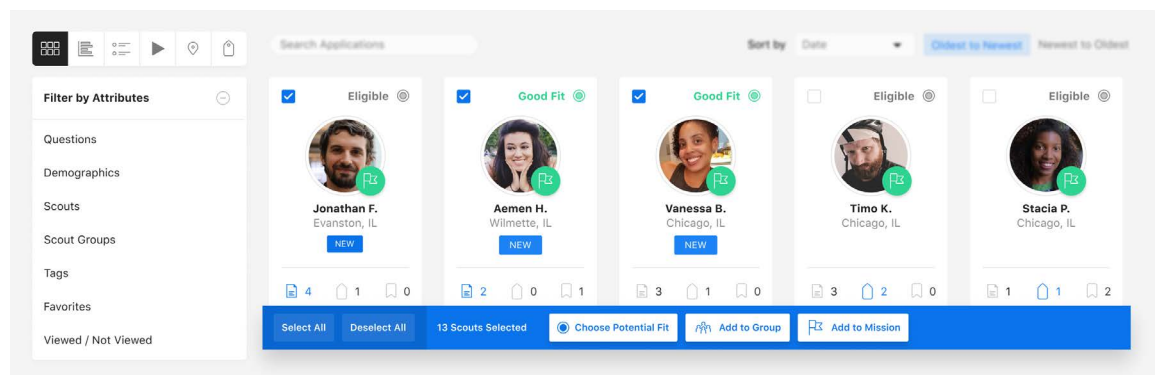 Search Applications
Sort by Date Oldest to Newest Newest to Oldest
Filter by Attributes
Questions
Demographics
Scouts
Scout Groups
Tags
Favorites
Viewed / Not Viewed
Eligible
Jonathan F.
Evanston, IL
NEW
4 1 0
Good Fit
Aemen H.
Wilmette, IL
NEW
2 0 1
Good Fit
Vanessa B.
Chicago, IL
NEW
3 1 0
Eligible
Timo K.
Chicago, IL
3 2 0
Eligible
Stacia P.
Chicago, IL
1 1 2
Select All Deselect All 13 Scouts Selected Choose Potential Fit Add to Group Add to Mission